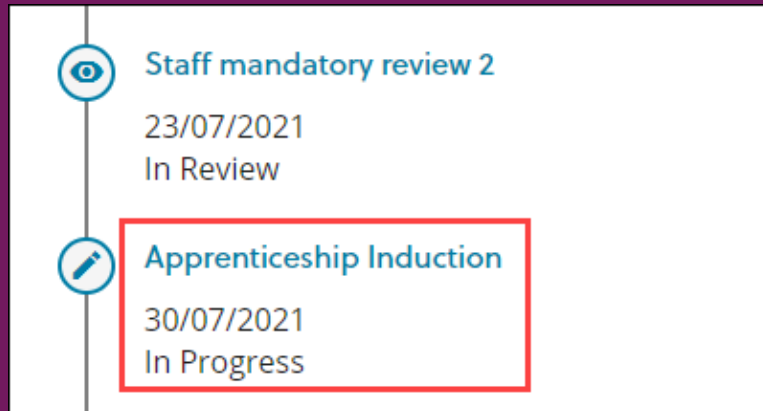 Staff mandatory review 2
23/07/2021
In Review
Apprenticeship Induction
30/07/2021
In Progress